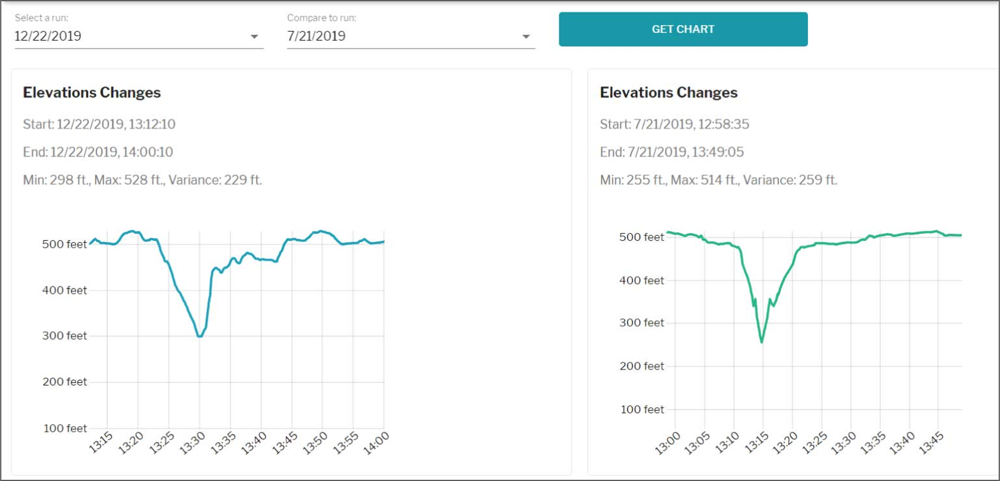 Select a run:
12/22/2019
Compare to run:
7/21/2019
GET CHART
Elevations Changes
Start: 12/22/2019, 13:12:10
End: 12/22/2019, 14:00:10
Min: 298 ft., Max: 528 ft., Variance: 229 ft.
500 feet
400 feet
300 feet
200 feet
100 feet
13:15 13:20 13:25 13:30 13:35 13:40 13:45 13:50 13:55 14:00
Elevations Changes
Start: 7/21/2019, 12:58:35
End: 7/21/2019, 13:49:05
Min: 255 ft., Max: 514 ft., Variance: 259 ft.
500 feet
400 feet
300 feet
200 feet
100 feet
13:00 13:05 13:10 13:15 13:20 13:25 13:30 13:35 13:40 13:45